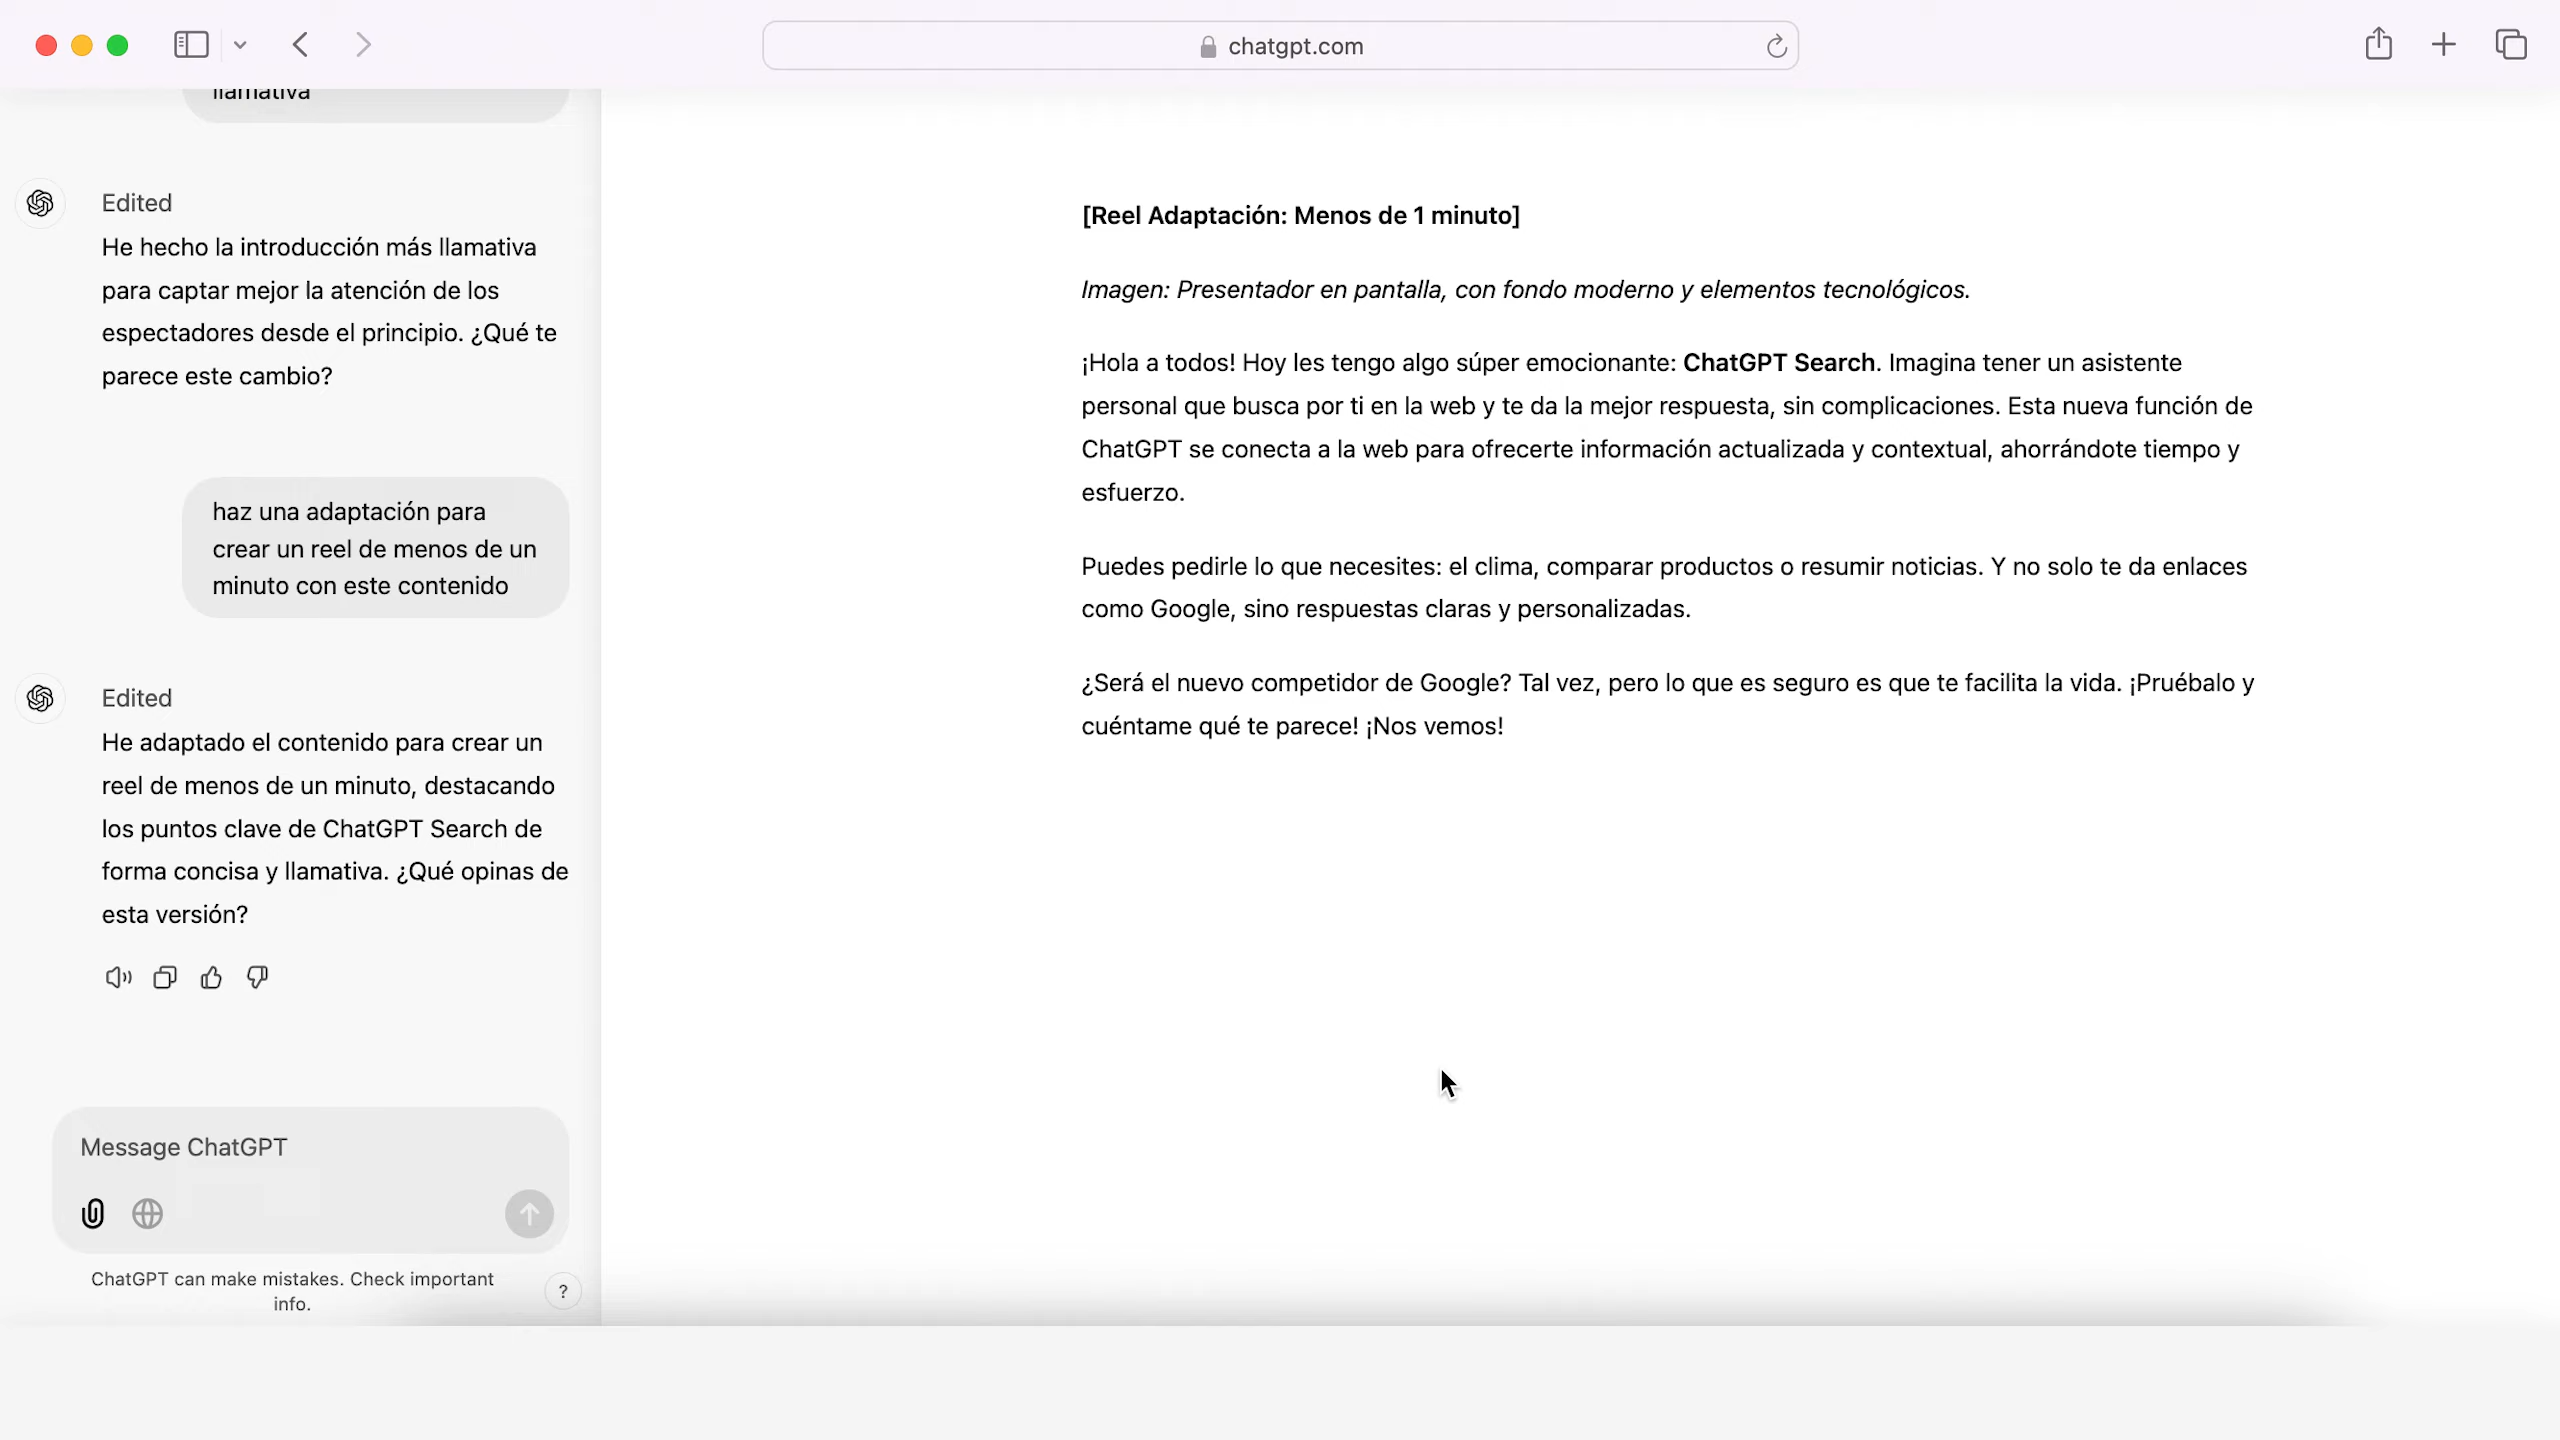 chatgpt.com
llamativa
Edited
He hecho la introducción más llamativa
para captar mejor la atención de los
espectadores desde el principio. ¿Qué te
parece este cambio?
haz una adaptación para
crear un reel de menos de un
minuto con este contenido
Edited
He adaptado el contenido para crear un
reel de menos de un minuto, destacando
los puntos clave de ChatGPT Search de
forma concisa y llamativa. ¿Qué opinas de
esta versión?
Message ChatGPT
ChatGPT can make mistakes. Check important
info.
?
[Reel Adaptación: Menos de 1 minuto]
Imagen: Presentador en pantalla, con fondo moderno y elementos tecnológicos.
¡Hola a todos! Hoy les tengo algo súper emocionante: ChatGPT Search. Imagina tener un asistente
personal que busca por ti en la web y te da la mejor respuesta, sin complicaciones. Esta nueva función de
ChatGPT se conecta a la web para ofrecerte información actualizada y contextual, ahorrándote tiempo y
esfuerzo.
Puedes pedirle lo que necesites: el clima, comparar productos o resumir noticias. Y no solo te da enlaces
como Google, sino respuestas claras y personalizadas.
¿Será el nuevo competidor de Google? Tal vez, pero lo que es seguro es que te facilita la vida. ¡Pruébalo y
cuéntame qué te parece! ¡Nos vemos!